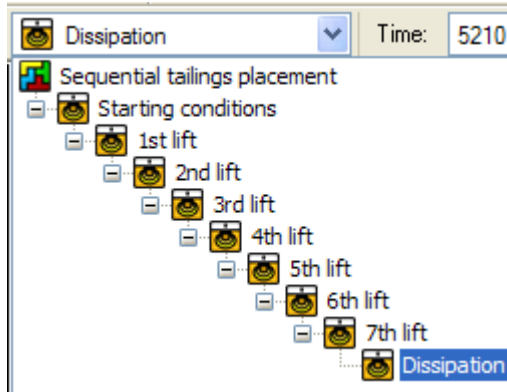 Dissipation Time: 5210
Sequential tailings placement
Starting conditions
1st lift
2nd lift
3rd lift
4th lift
5th lift
6th lift
7th lift
Dissipation